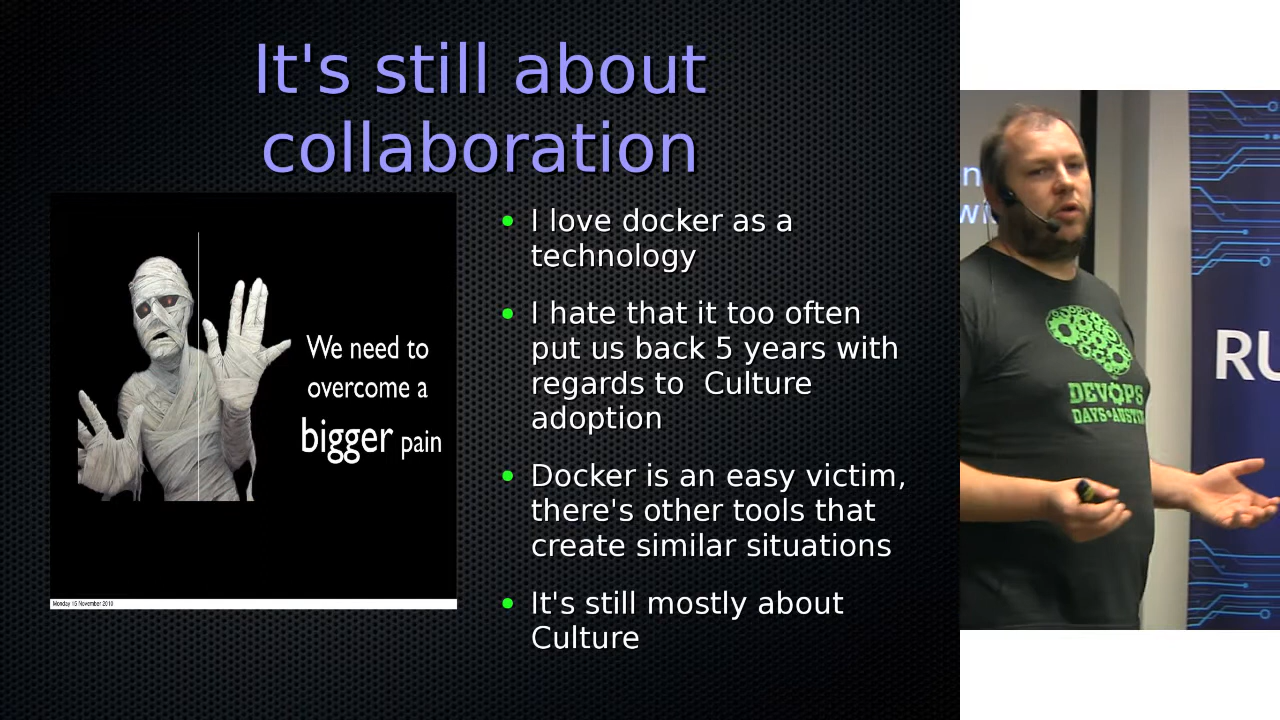 It's still about
collaboration
We need to
overcome a
bigger pain
Monday 15 November 2010
I love docker as a
technology
I hate that it too often
put us back 5 years with
regards to  Culture
adoption
Docker is an easy victim,
there's other tools that
create similar situations
It's still mostly about
Culture
DEVOPS
DAYS AUSTIN
RU